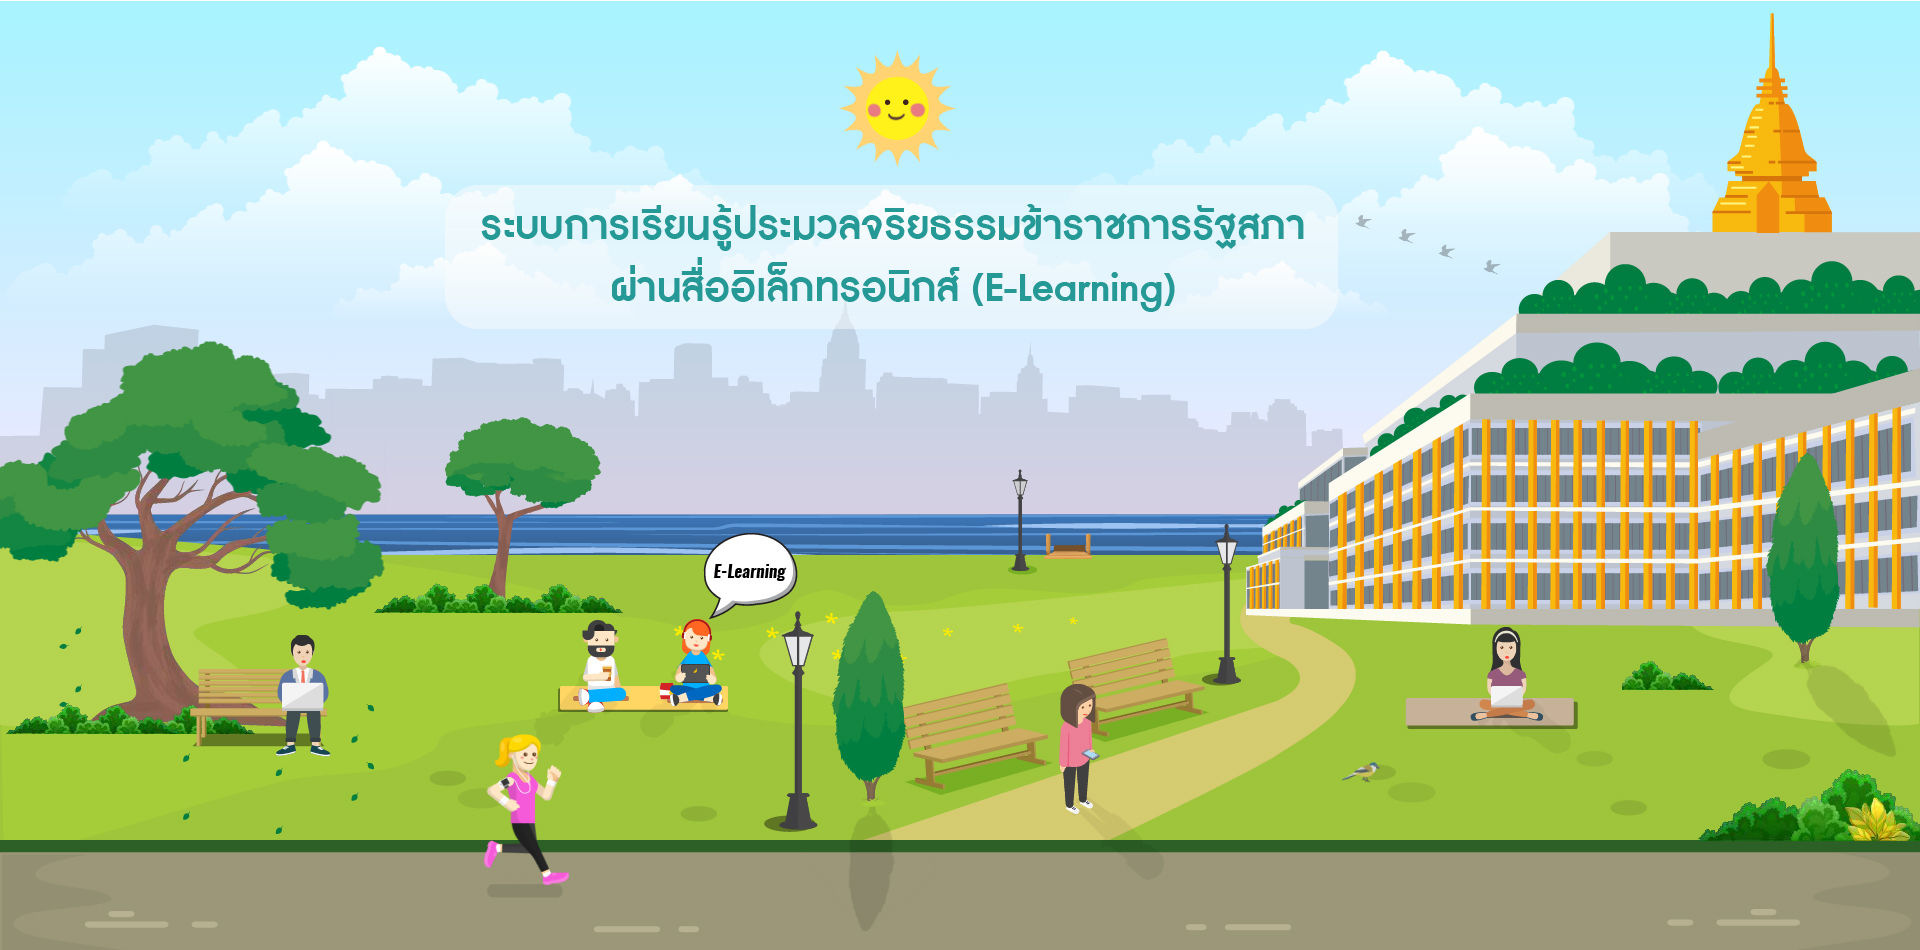 ระบบการเรียนรู้ประมวลจริยธรรมข้าราชการรัฐสภา
ผ่านสื่ออิเล็กทรอนิกส์ (E-Learning)
E-Learning